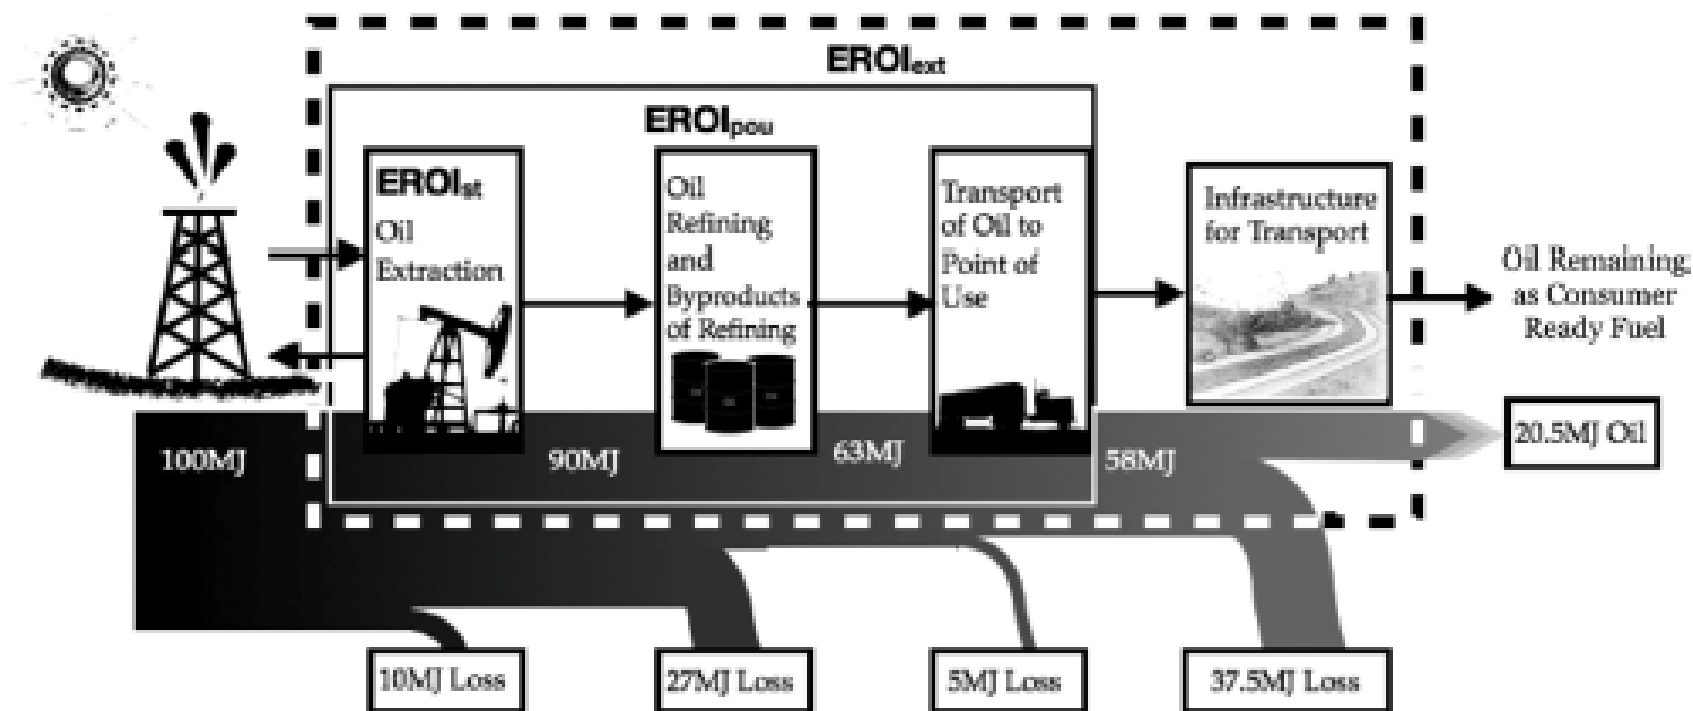 EROIext
EROIpou
EROIst
Oil
Extraction
Oil
Refining
and
Byproducts
of Refining
Transport
of Oil to
Point of
Use
Infrastructure
for Transport
Oil Remaining
as Consumer
Ready Fuel
100MJ
90MJ
63MJ
58MJ
20.5MJ Oil
10MJ Loss
27MJ Loss
5MJ Loss
37.5MJ Loss